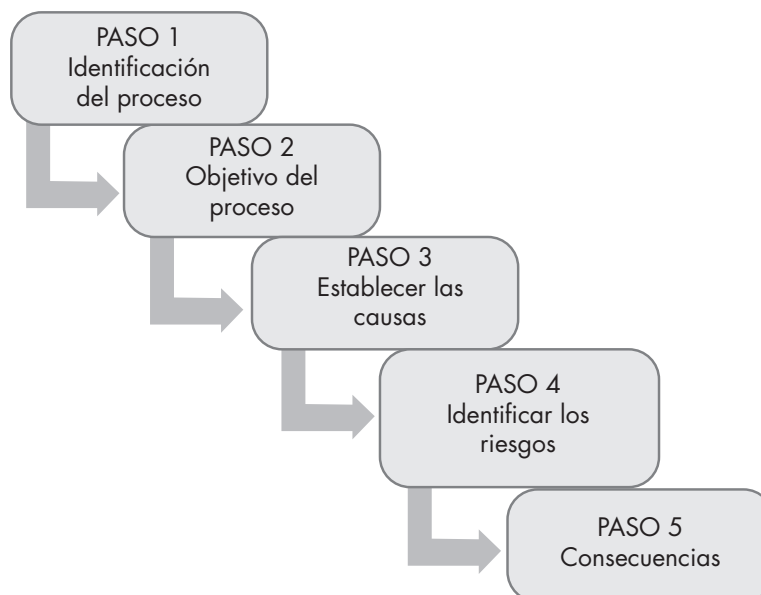 PASO 1
Identificación
del proceso
PASO 2
Objetivo del
proceso
PASO 3
Establecer las
causas
PASO 4
Identificar los
riesgos
PASO 5
Consecuencias